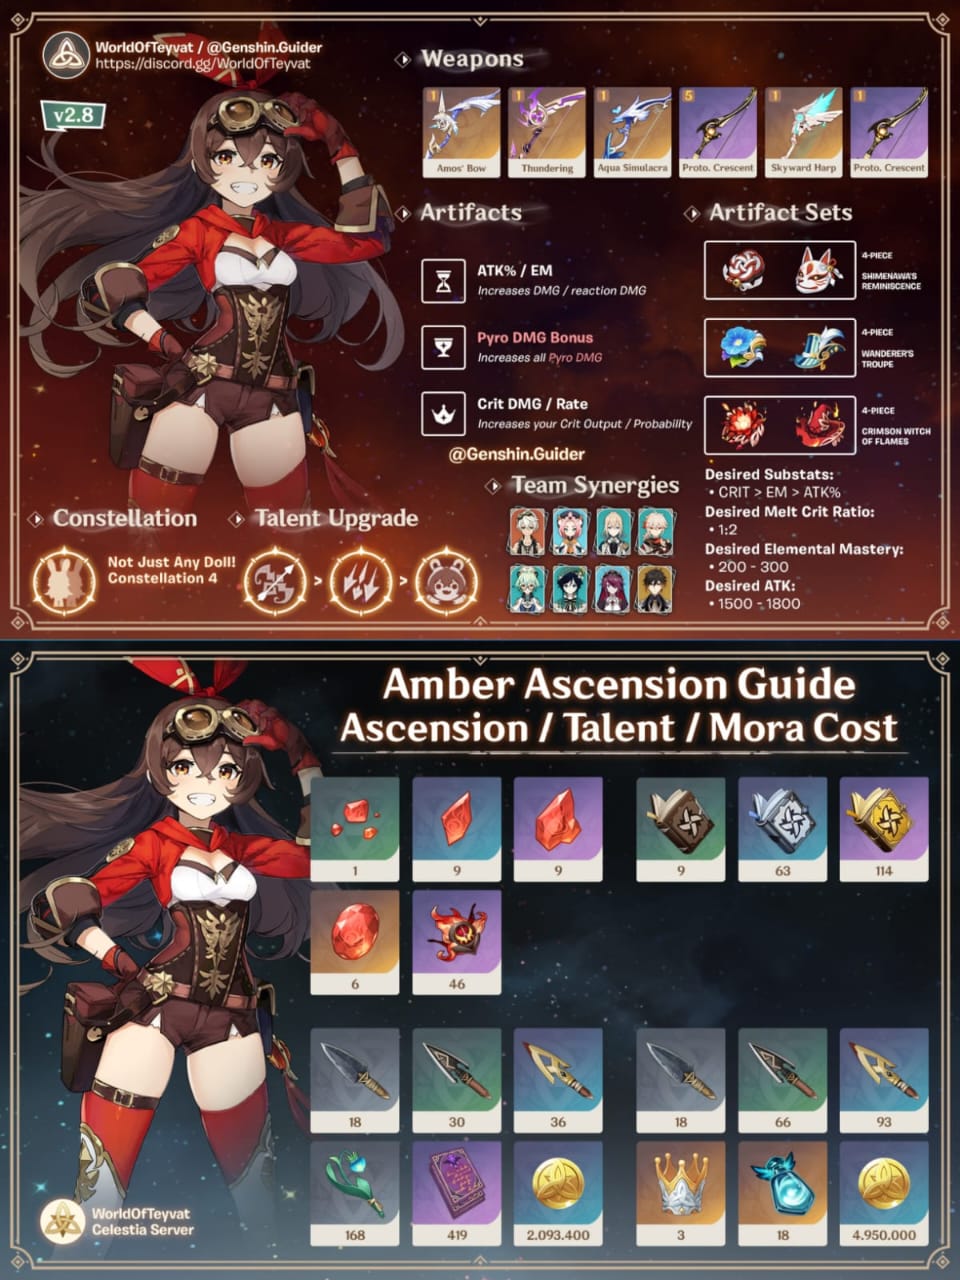 WorldOfTeyvat / @Genshin.Guider
https://discord.gg/WorldOfTeyvat
v2.8
Weapons
1
1
1
5
1
1
Amos' Bow
Thundering
Aqua Simulacra
Proto. Crescent
Skyward Harp
Proto. Crescent
Artifacts
ATK% / EM
Increases DMG / reaction DMG
Pyro DMG Bonus
Increases all Pyro DMG
Crit DMG / Rate
Increases your Crit Output / Probability
@Genshin.Guider
Artifact Sets
4-PIECE
SHIMENAWA'S
REMINISCENCE
4-PIECE
WANDERER'S
TROUPE
4-PIECE
CRIMSON WITCH
OF FLAMES
Desired Substats:
• CRIT > EM > ATK%
Desired Melt Crit Ratio:
• 1:2
Desired Elemental Mastery:
• 200 - 300
Desired ATK:
• 1500 - 1800
Team Synergies
Constellation
Not Just Any Doll!
Constellation 4
Talent Upgrade
>
>
Amber Ascension Guide
Ascension / Talent / Mora Cost
1
9
9
9
63
114
6
46
18
30
36
18
66
93
168
419
2.093.400
3
18
4.950.000
WorldOfTeyvat
Celestia Server